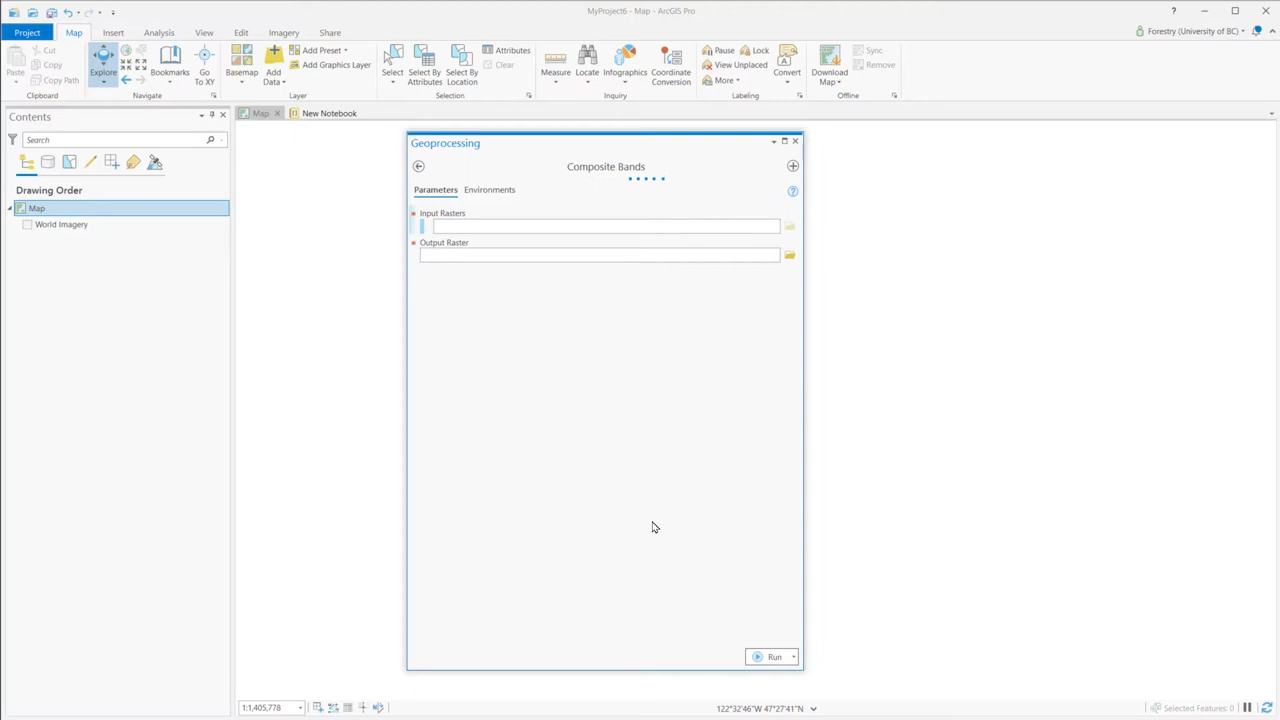 MyProject6 - Map - ArcGIS Pro
?
Project Map Insert Analysis View Edit Imagery Share
Forestry (University of BC)
Paste
Cut
Copy
Copy Path
Clipboard
Explore
Bookmarks
Go To XY
Navigate
Basemap
Add Data
Add Preset
Add Graphics Layer
Layer
Select
Select By Attributes
Select By Location
Attributes
Clear
Selection
Measure
Locate
Infographics
Coordinate Conversion
Inquiry
Pause
Lock
View Unplaced
More
Convert
Labeling
Download Map
Sync
Remove
Offline
Contents
Search
Drawing Order
Map
World Imagery
Map
New Notebook
Geoprocessing
Composite Bands
Parameters Environments
?
* Input Rasters
* Output Raster
Run
1:1,405,778
122°32'46"W 47°27'41"N
Selected Features: 0